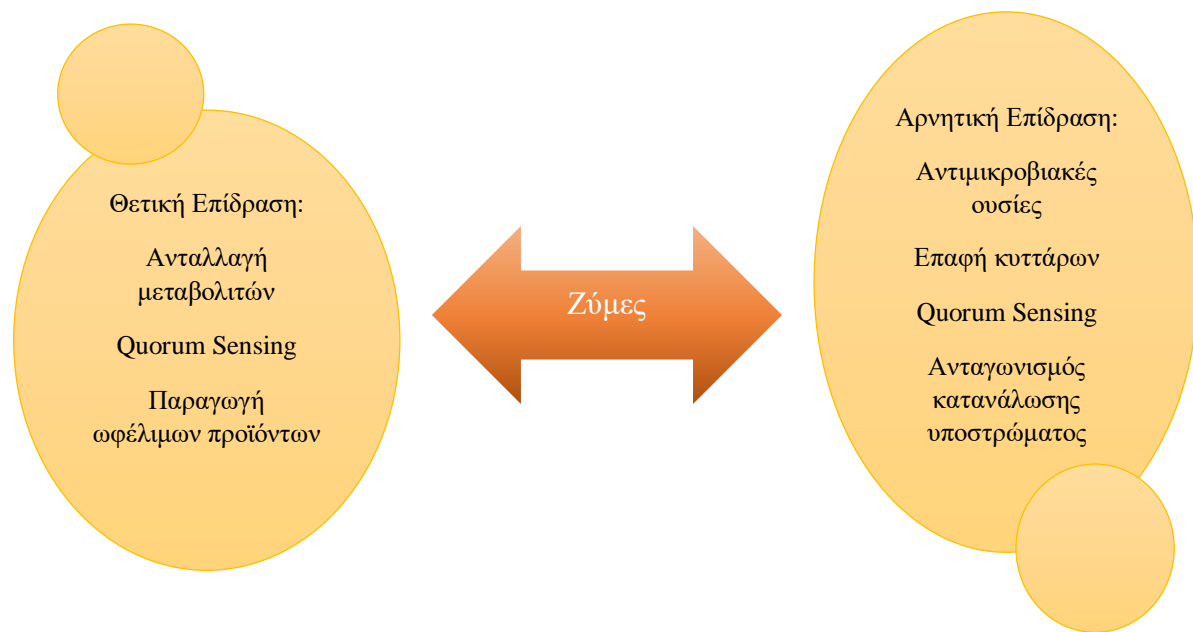 Θετική Επίδραση:
Ανταλλαγή
μεταβολιτών
Quorum Sensing
Παραγωγή
ωφέλιμων προϊόντων
Ζύμες
Αρνητική Επίδραση:
Αντιμικροβιακές
ουσίες
Επαφή κυττάρων
Quorum Sensing
Ανταγωνισμός
κατανάλωσης
υποστρώματος